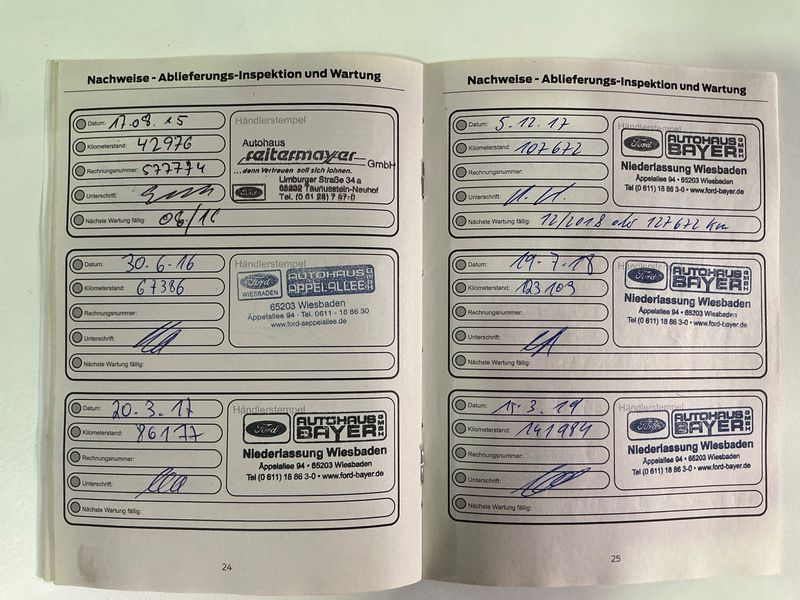 Nachweise - Ablieferungs-Inspektion und Wartung
Datum: 17.08.15
Kilometerstand: 42976
Rechnungsnummer: 577774
Unterschrift:
Nächste Wartung fällig: 08/16
Händlerstempel
Autohaus
reitermayer GmbH
...denn Vertrauen soll sich lohnen.
Ford
Limburger Straße 34 a
65232 Taunusstein-Neuhof
Datum: 30.6.16
Kilometerstand: 67386
Rechnungsnummer:
Unterschrift:
Nächste Wartung fällig:
Händlerstempel
Ford
WIESBADEN
AUTOHAUS
APPELALLEE
GMBH
65203 Wiesbaden
Äppelallee 94 · Tel. 0611 - 18 86 30
www.ford-aeppelallee.de
Datum: 20.3.17
Kilometerstand: 86177
Rechnungsnummer:
Unterschrift:
Nächste Wartung fällig:
Händlerstempel
Ford
AUTOHAUS
BAYER
GMBH
Niederlassung Wiesbaden
Äppelallee 94 • 65203 Wiesbaden
Tel (0 611) 18 86 3-0 • www.ford-bayer.de
24
Nachweise - Ablieferungs-Inspektion und Wartung
Datum: 5.12.17
Kilometerstand: 107672
Rechnungsnummer:
Unterschrift:
Nächste Wartung fällig: 12/2018 oder 127672 km
Händlerstempel
Ford
AUTOHAUS
BAYER
GMBH
Niederlassung Wiesbaden
Äppelallee 94 • 65203 Wiesbaden
Tel (0 611) 18 86 3-0 • www.ford-bayer.de
Datum: 19.7.18
Kilometerstand: 123103
Rechnungsnummer:
Unterschrift:
Nächste Wartung fällig:
Händlerstempel
Ford
AUTOHAUS
BAYER
GMBH
Niederlassung Wiesbaden
Äppelallee 94 • 65203 Wiesbaden
Tel (0 611) 18 86 3-0 • www.ford-bayer.de
Datum: 15.3.19
Kilometerstand: 141984
Rechnungsnummer:
Unterschrift:
Nächste Wartung fällig:
Händlerstempel
Ford
AUTOHAUS
BAYER
GMBH
Niederlassung Wiesbaden
Äppelallee 94 • 65203 Wiesbaden
Tel (0 611) 18 86 3-0 • www.ford-bayer.de
25